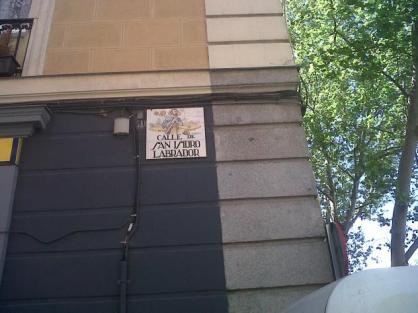 CALLE DE
SAN ISIDRO
LABRADOR